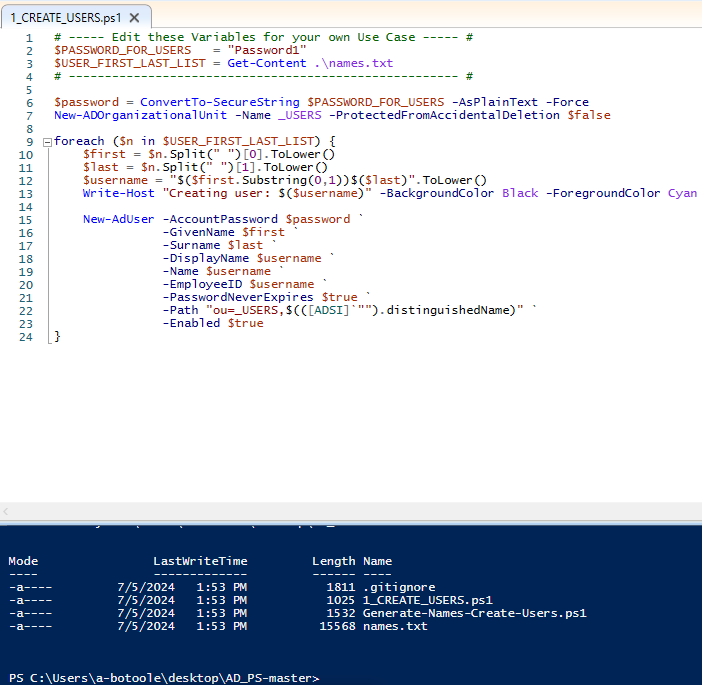 1_CREATE_USERS.ps1 X
1 # ----- Edit these Variables for your own Use Case ----- #
2 $PASSWORD_FOR_USERS   = "Password1"
3 $USER_FIRST_LAST_LIST = Get-Content .\names.txt
4 # ------------------------------------------------------ #
5
6 $password = ConvertTo-SecureString $PASSWORD_FOR_USERS -AsPlainText -Force
7 New-ADOrganizationalUnit -Name _USERS -ProtectedFromAccidentalDeletion $false
8
9 foreach ($n in $USER_FIRST_LAST_LIST) {
10     $first = $n.Split(" ")[0].ToLower()
11     $last = $n.Split(" ")[1].ToLower()
12     $username = "$($first.Substring(0,1))$($last)".ToLower()
13     Write-Host "Creating user: $($username)" -BackgroundColor Black -ForegroundColor Cyan
14
15     New-AdUser -AccountPassword $password `
16                -GivenName $first `
17                -Surname $last `
18                -DisplayName $username `
19                -Name $username `
20                -EmployeeID $username `
21                -PasswordNeverExpires $true `
22                -Path "ou=_USERS,$(([ADSI]`"").distinguishedName)" `
23                -Enabled $true
24 }
Mode                LastWriteTime         Length Name
----                -------------         ------ ----
-a----         7/5/2024   1:53 PM           1811 .gitignore
-a----         7/5/2024   1:53 PM           1025 1_CREATE_USERS.ps1
-a----         7/5/2024   1:53 PM           1532 Generate-Names-Create-Users.ps1
-a----         7/5/2024   1:53 PM          15568 names.txt
PS C:\Users\a-botoole\desktop\AD_PS-master>